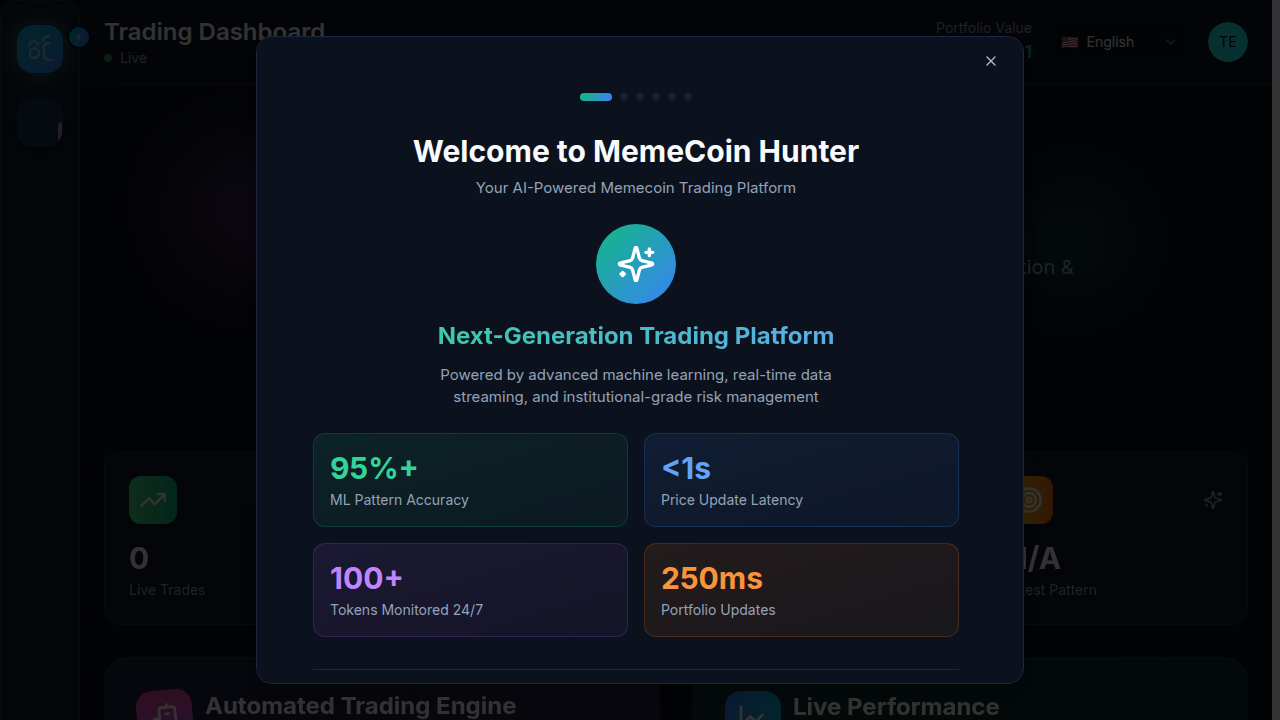 Trading Dashboard
Live
Portfolio Value
English
TE
Welcome to MemeCoin Hunter
Your AI-Powered Memecoin Trading Platform
Next-Generation Trading Platform
Powered by advanced machine learning, real-time data
streaming, and institutional-grade risk management
95%+
ML Pattern Accuracy
<1s
Price Update Latency
100+
Tokens Monitored 24/7
250ms
Portfolio Updates
0
Live Trades
/A
Pattern
Automated Trading Engine
Live Performance